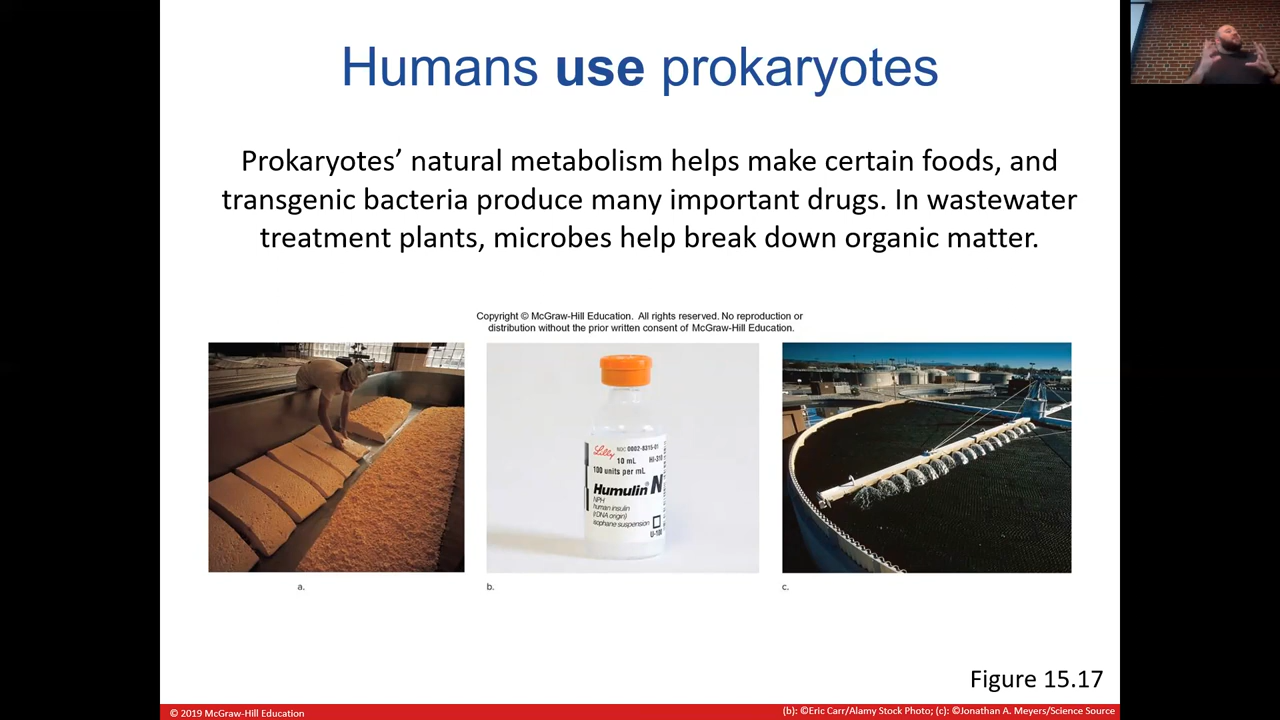 Humans use prokaryotes
Prokaryotes’ natural metabolism helps make certain foods, and
transgenic bacteria produce many important drugs. In wastewater
treatment plants, microbes help break down organic matter.
Copyright © McGraw-Hill Education. All rights reserved. No reproduction or
distribution without the prior written consent of McGraw-Hill Education.
Lilly
NDC 0002-8315-01
10 mL
HI-310
100 units per mL
Humulin® N
NPH
human insulin
(rDNA origin)
isophane suspension
U-100
a.
b.
c.
Figure 15.17
© 2019 McGraw-Hill Education
(b): ©Eric Carr/Alamy Stock Photo; (c): ©Jonathan A. Meyers/Science Source